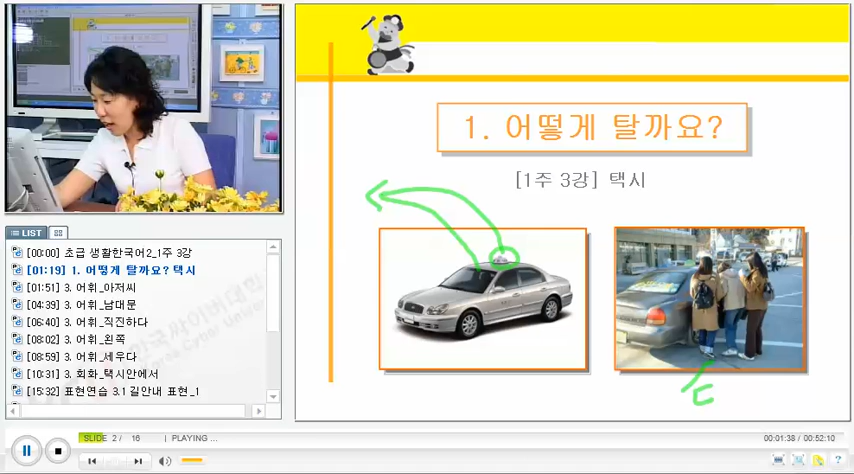 1. 어떻게 탈까요?
[1주 3강] 택시
LIST
[00:00] 초급 생활한국어2_1주 3강
[01:19] 1. 어떻게 탈까요? 택시
[01:51] 3. 어휘_아저씨
[04:39] 3. 어휘_남대문
[06:40] 3. 어휘_직진하다
[08:02] 3. 어휘_왼쪽
[08:59] 3. 어휘_세우다
[10:31] 3. 회화_택시안에서
[15:32] 표현연습 3.1 길안내 표현_1
SLIDE 2 / 16 | PLAYING ...
00:01:38 / 00:52:10